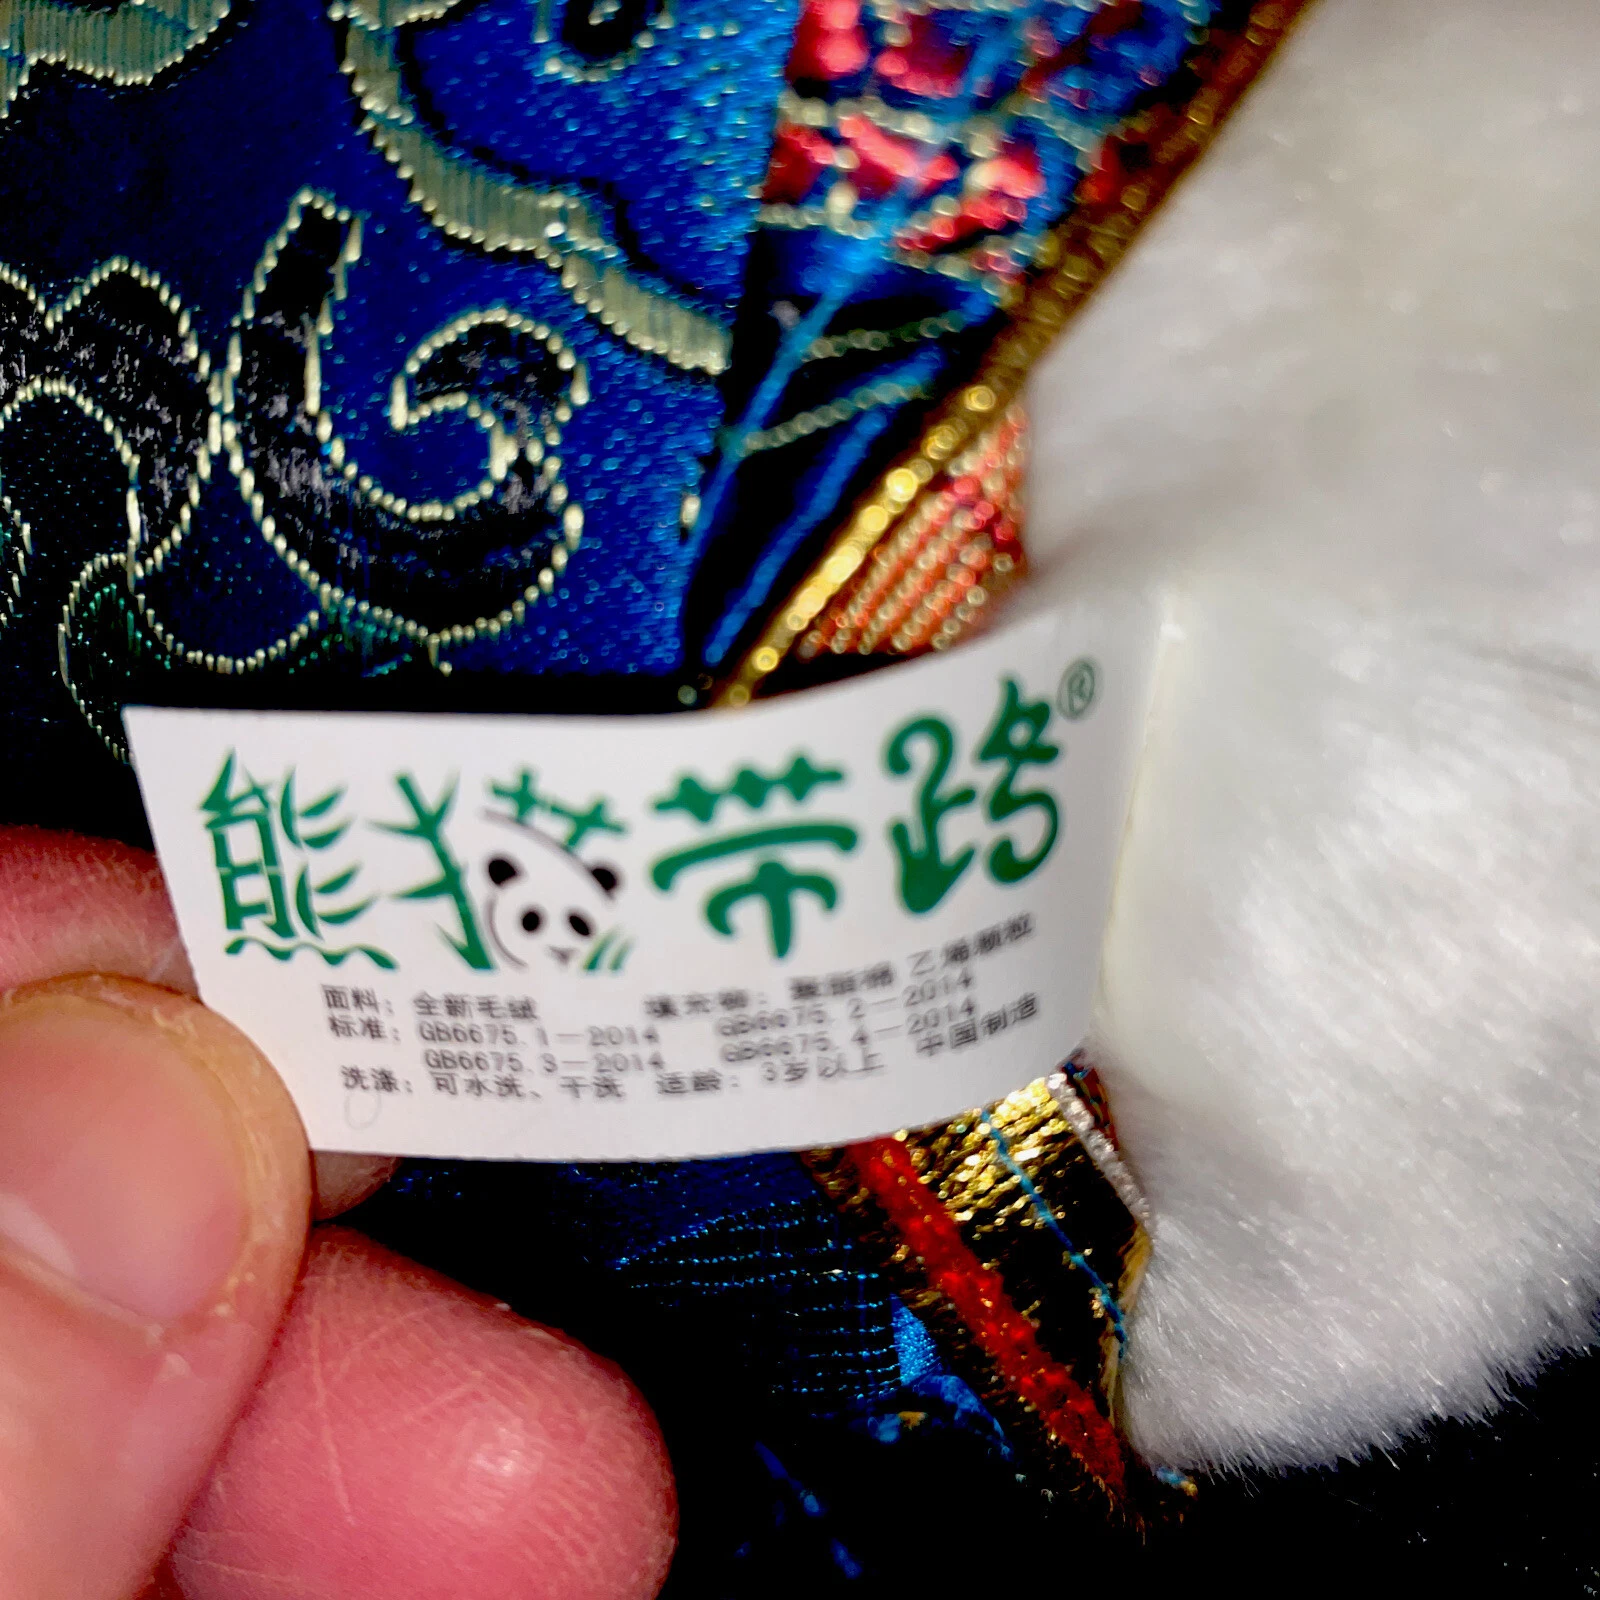 熊猫带路®
面料：全新毛绒 填充物：聚酯棉 乙烯颗粒
标准：GB6675.1—2014 GB6675.2—2014
GB6675.3—2014 GB6675.4—2014
洗涤：可水洗、干洗 适龄：3岁以上 中国制造